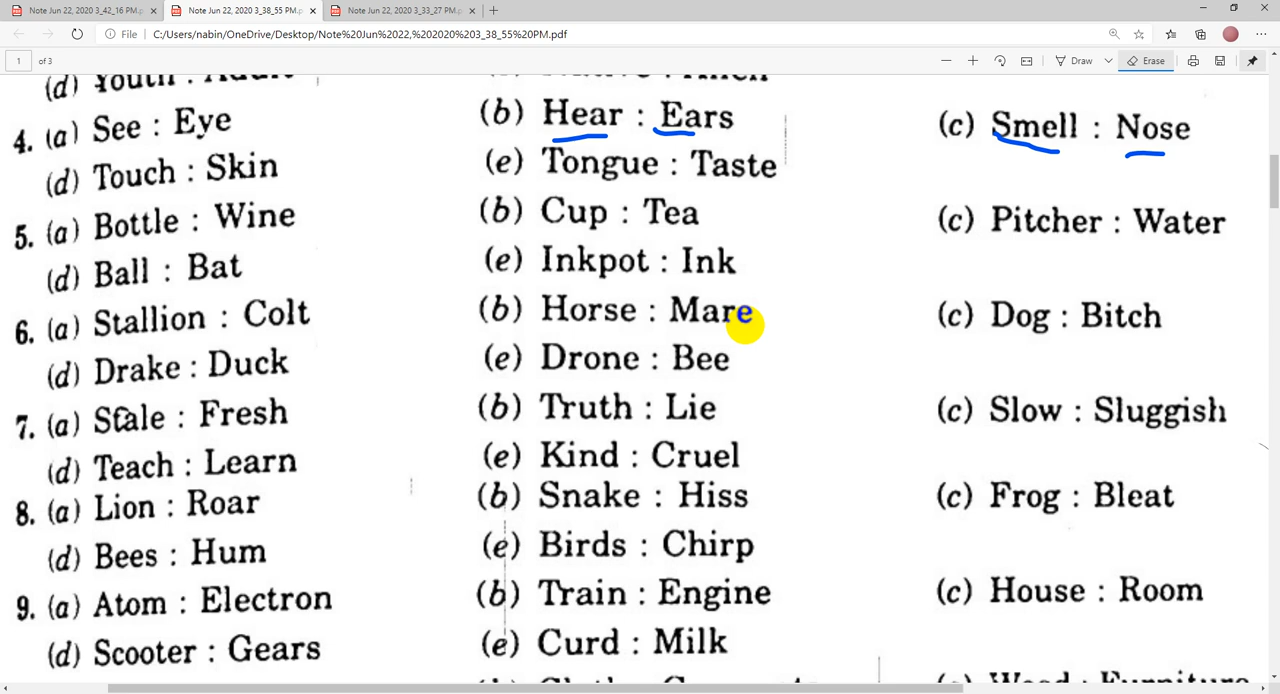 Note Jun 22, 2020 3_42_16 PM.p
Note Jun 22, 2020 3_38_55 PM.p
Note Jun 22, 2020 3_33_27 PM.p
File C:/Users/nabin/OneDrive/Desktop/Note%20Jun%2022,%202020%203_38_55%20PM.pdf
1 of 3 Draw Erase
(d) Youth : Adult
4. (a) See : Eye (b) Hear : Ears (c) Smell : Nose
(d) Touch : Skin (e) Tongue : Taste
5. (a) Bottle : Wine (b) Cup : Tea (c) Pitcher : Water
(d) Ball : Bat (e) Inkpot : Ink
6. (a) Stallion : Colt (b) Horse : Mare (c) Dog : Bitch
(d) Drake : Duck (e) Drone : Bee
7. (a) Stale : Fresh (b) Truth : Lie (c) Slow : Sluggish
(d) Teach : Learn (e) Kind : Cruel
8. (a) Lion : Roar (b) Snake : Hiss (c) Frog : Bleat
(d) Bees : Hum (e) Birds : Chirp
9. (a) Atom : Electron (b) Train : Engine (c) House : Room
(d) Scooter : Gears (e) Curd : Milk
Wood : Furniture